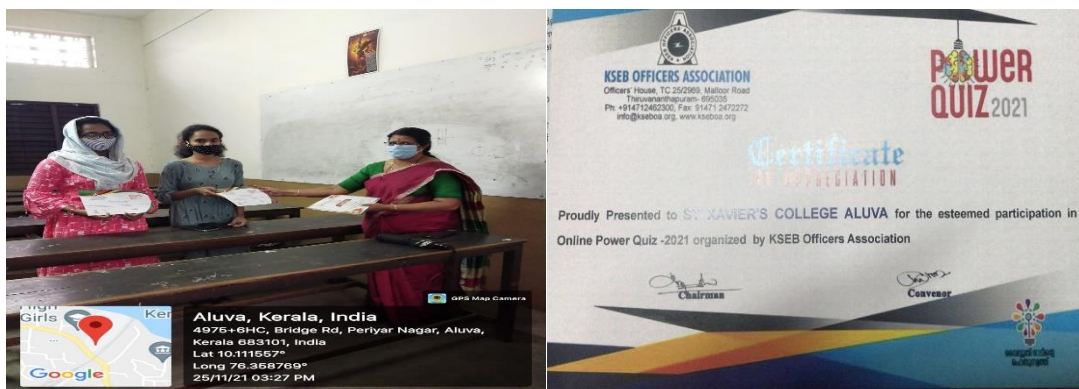 GPS Map Camera
High
Girls
Ker
Google
Aluva, Kerala, India
4975+6HC, Bridge Rd, Periyar Nagar, Aluva,
Kerala 683101, India
Lat 10.111557°
Long 76.358769°
25/11/21 03:27 PM
KSEB OFFICERS ASSOCIATION
Officers' House, TC 25/2969, Malloor Road
Thiruvananthapuram- 695035
Ph: +914712462300, Fax: 91471 2472272
info@kseboa.org, www.kseboa.org
POWER
QUIZ 2021
Certificate
OF APPRECIATION
Proudly Presented to ST XAVIER'S COLLEGE ALUVA for the esteemed participation in
Online Power Quiz -2021 organized by KSEB Officers Association
Chairman
Convenor